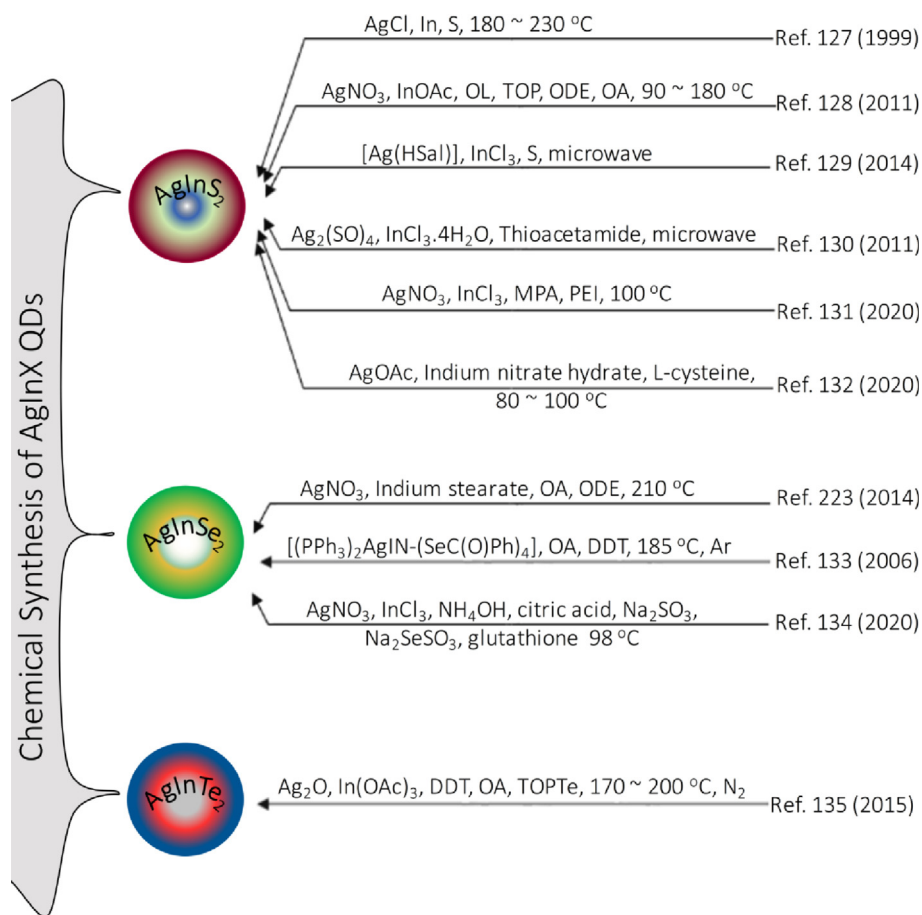 Chemical Synthesis of AgInX QDs
AgInS₂
AgCl, In, S, 180 ~ 230 °C
Ref. 127 (1999)
AgNO₃, InOAc, OL, TOP, ODE, OA, 90 ~ 180 °C
Ref. 128 (2011)
[Ag(HSal)], InCl₃, S, microwave
Ref. 129 (2014)
Ag₂(SO)₄, InCl₃.4H₂O, Thioacetamide, microwave
Ref. 130 (2011)
AgNO₃, InCl₃, MPA, PEI, 100 °C
Ref. 131 (2020)
AgOAc, Indium nitrate hydrate, L-cysteine,
80 ~ 100 °C
Ref. 132 (2020)
AgInSe₂
AgNO₃, Indium stearate, OA, ODE, 210 °C
Ref. 223 (2014)
[(PPh₃)₂AgIN-(SeC(O)Ph)₄], OA, DDT, 185 °C, Ar
Ref. 133 (2006)
AgNO₃, InCl₃, NH₄OH, citric acid, Na₂SO₃,
Na₂SeSO₃, glutathione 98 °C
Ref. 134 (2020)
AgInTe₂
Ag₂O, In(OAc)₃, DDT, OA, TOPTe, 170 ~ 200 °C, N₂
Ref. 135 (2015)